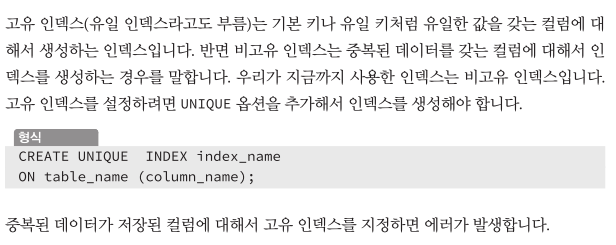 고유 인덱스(유일 인덱스라고도 부름)는 기본 키나 유일 키처럼 유일한 값을 갖는 컬럼에 대
해서 생성하는 인덱스입니다. 반면 비고유 인덱스는 중복된 데이터를 갖는 컬럼에 대해서 인
덱스를 생성하는 경우를 말합니다. 우리가 지금까지 사용한 인덱스는 비고유 인덱스입니다.
고유 인덱스를 설정하려면 UNIQUE 옵션을 추가해서 인덱스를 생성해야 합니다.
형식
CREATE UNIQUE  INDEX index_name
ON table_name (column_name);
중복된 데이터가 저장된 컬럼에 대해서 고유 인덱스를 지정하면 에러가 발생합니다.